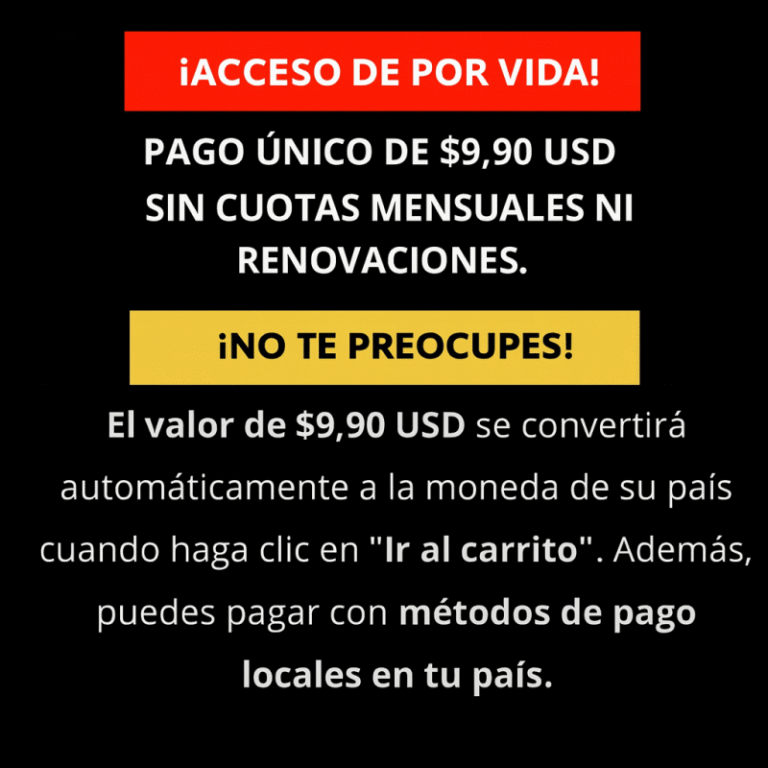 ¡ACCESO DE POR VIDA!
PAGO ÚNICO DE $9,90 USD
SIN CUOTAS MENSUALES NI
RENOVACIONES.
¡NO TE PREOCUPES!
El valor de $9,90 USD se convertirá
automáticamente a la moneda de su país
cuando haga clic en "Ir al carrito". Además,
puedes pagar con métodos de pago
locales en tu país.